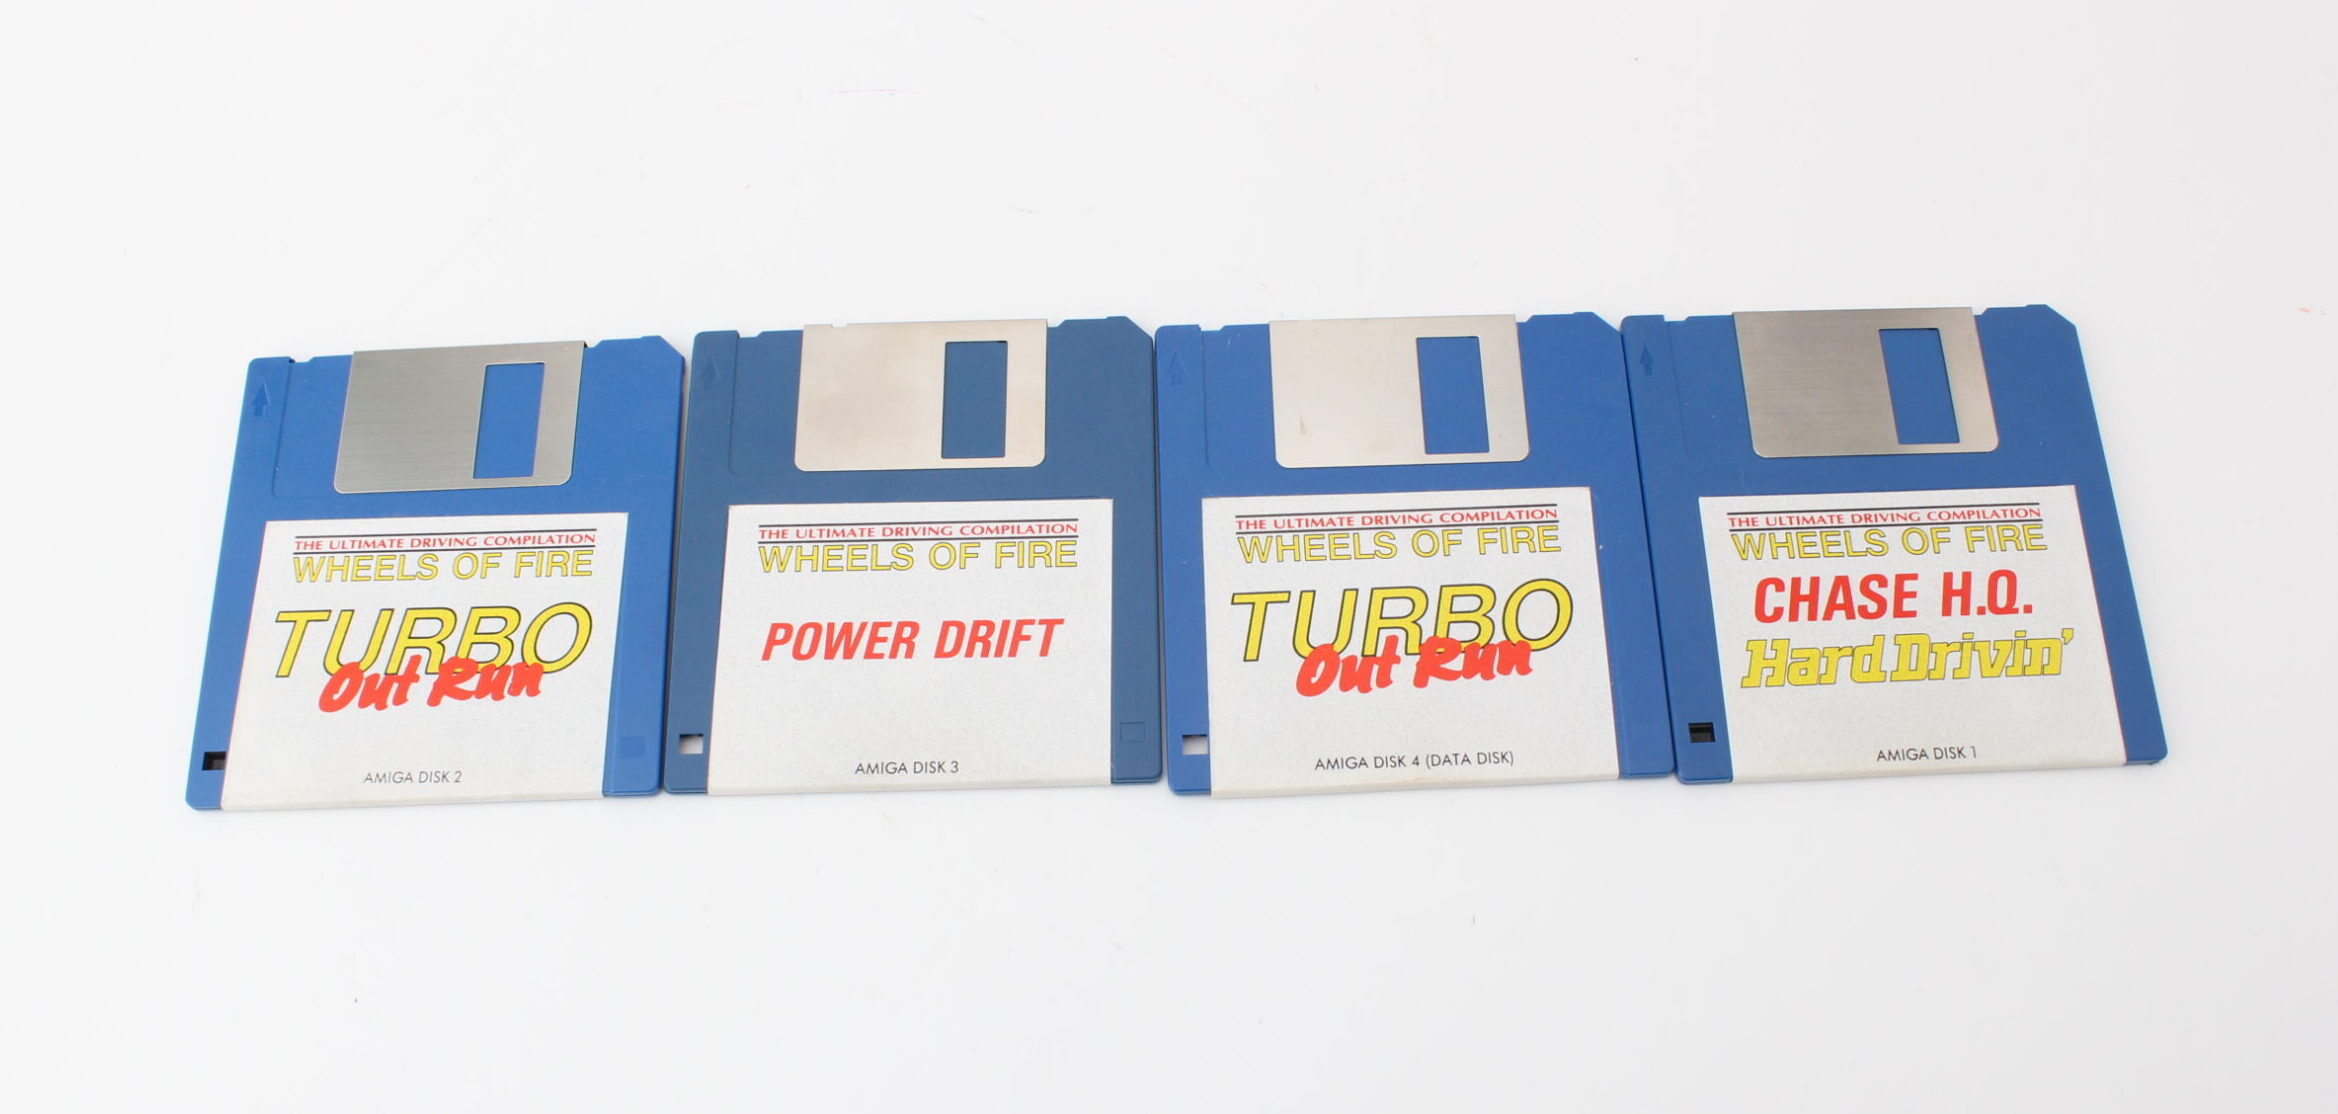 THE ULTIMATE DRIVING COMPILATION
WHEELS OF FIRE
TURBO
Out Run
AMIGA DISK 2
THE ULTIMATE DRIVING COMPILATION
WHEELS OF FIRE
POWER DRIFT
AMIGA DISK 3
THE ULTIMATE DRIVING COMPILATION
WHEELS OF FIRE
TURBO
Out Run
AMIGA DISK 4 (DATA DISK)
THE ULTIMATE DRIVING COMPILATION
WHEELS OF FIRE
CHASE H.Q.
Hard Drivin'
AMIGA DISK 1